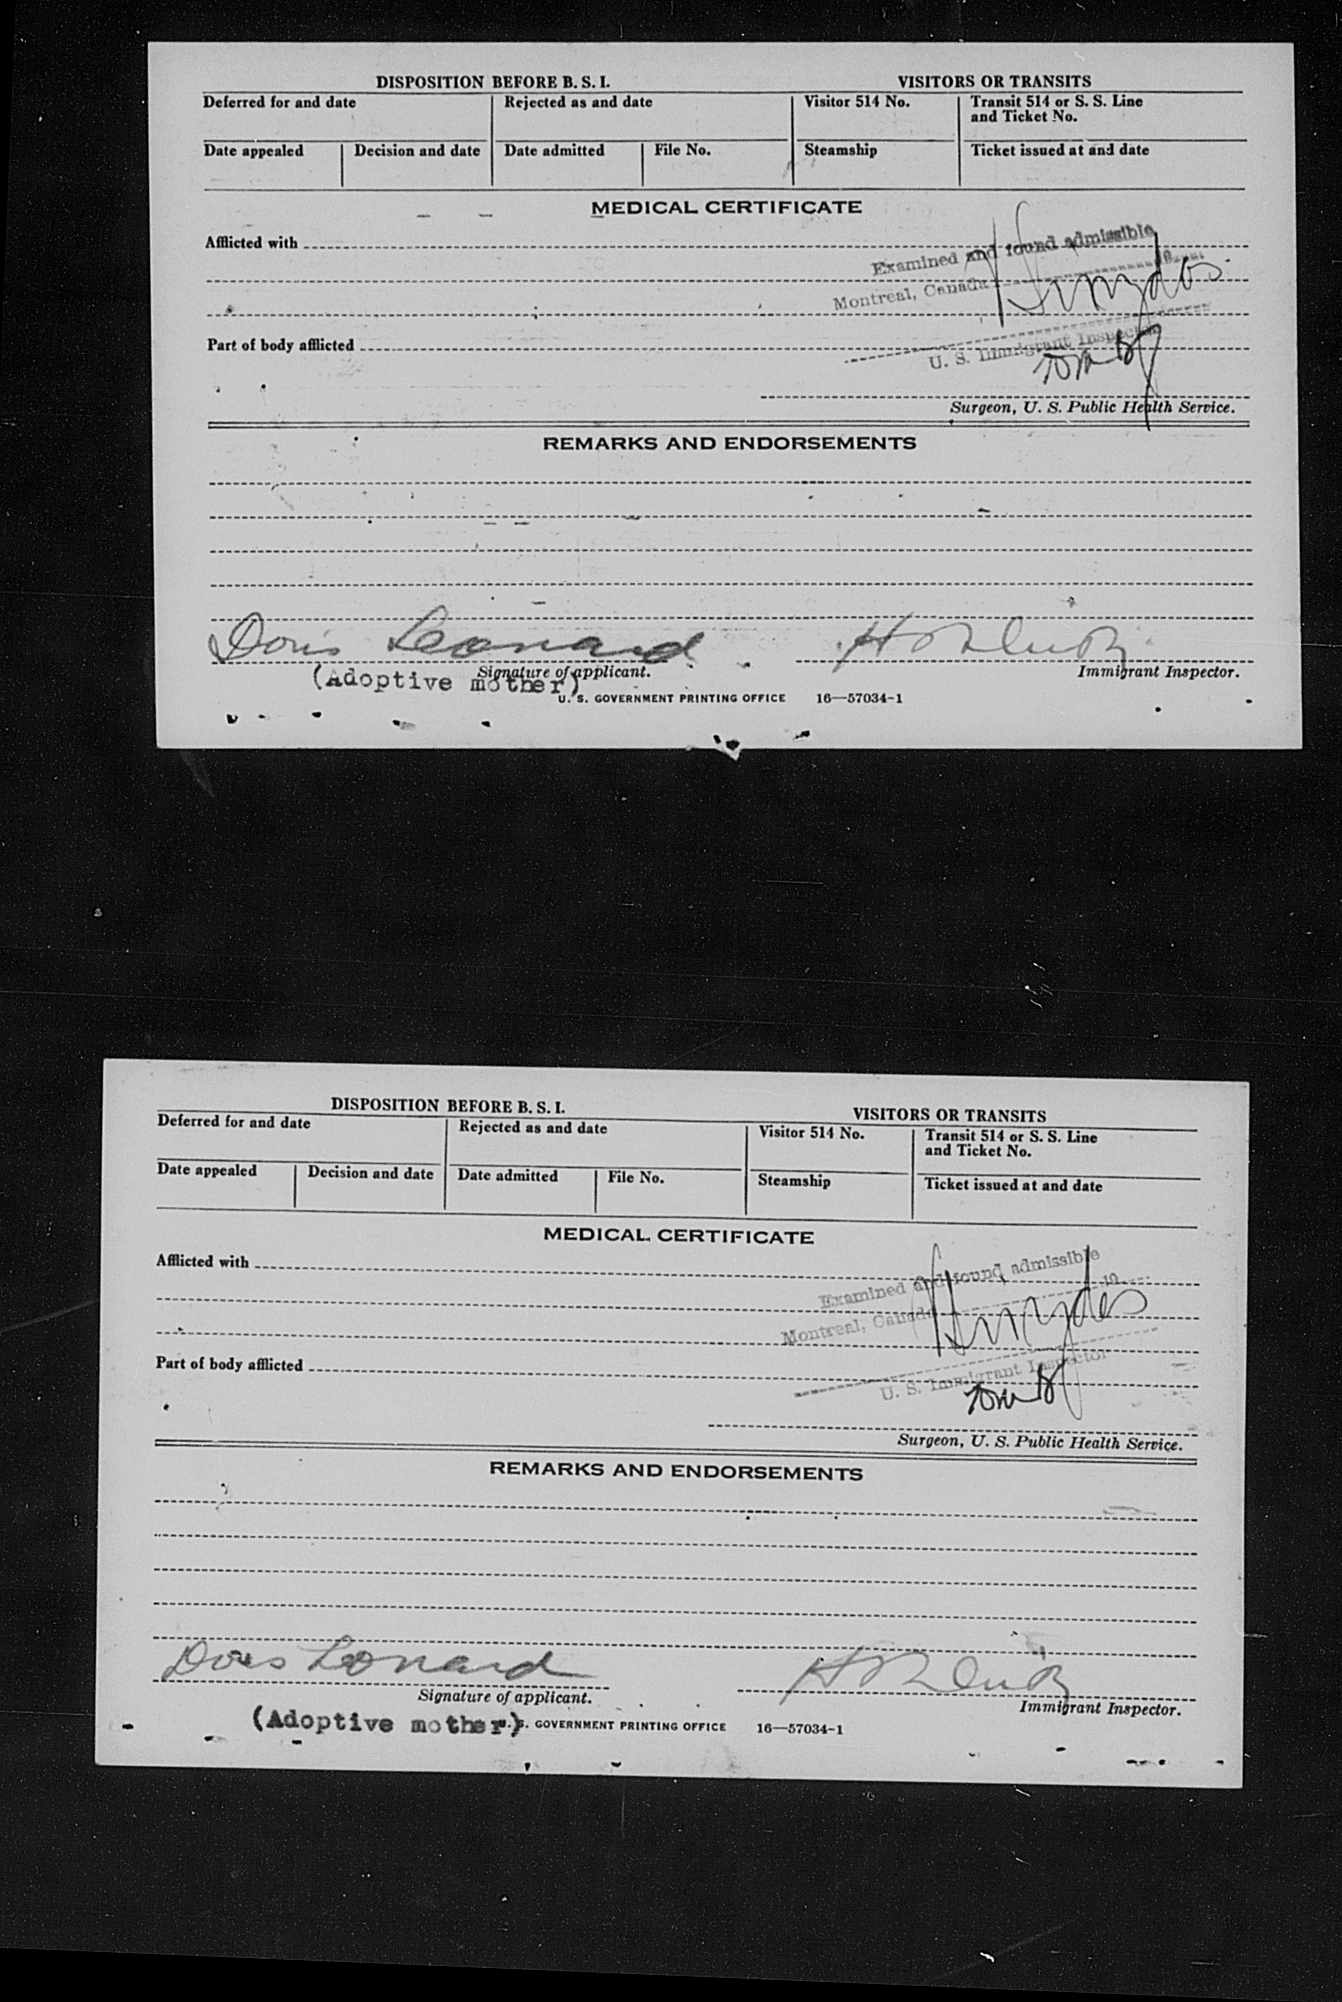 DISPOSITION BEFORE B. S. I. VISITORS OR TRANSITS
Deferred for and date Rejected as and date Visitor 514 No. Transit 514 or S. S. Line
and Ticket No.
Date appealed Decision and date Date admitted File No. Steamship Ticket issued at and date
MEDICAL CERTIFICATE
Afflicted with
Examined and found admissible
Montreal, Canada 19
Part of body afflicted
U. S. Immigrant Inspector
Surgeon, U. S. Public Health Service.
REMARKS AND ENDORSEMENTS
Doris Leonard
Signature of applicant. Immigrant Inspector.
(Adoptive mother)
U. S. GOVERNMENT PRINTING OFFICE 16—57034-1
DISPOSITION BEFORE B. S. I. VISITORS OR TRANSITS
Deferred for and date Rejected as and date Visitor 514 No. Transit 514 or S. S. Line
and Ticket No.
Date appealed Decision and date Date admitted File No. Steamship Ticket issued at and date
MEDICAL CERTIFICATE
Afflicted with
Examined and found admissible
Montreal, Canada 19
Part of body afflicted
U. S. Immigrant Inspector
Surgeon, U. S. Public Health Service.
REMARKS AND ENDORSEMENTS
Doris Leonard
Signature of applicant. Immigrant Inspector.
(Adoptive mother) U. S. GOVERNMENT PRINTING OFFICE 16—57034-1